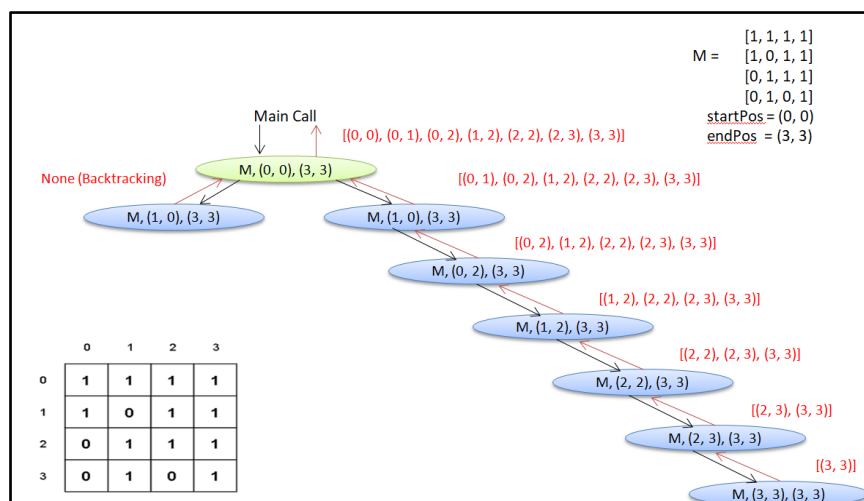 [1, 1, 1, 1]
M = [1, 0, 1, 1]
[0, 1, 1, 1]
[0, 1, 0, 1]
startPos = (0, 0)
endPos = (3, 3)
Main Call
[(0, 0), (0, 1), (0, 2), (1, 2), (2, 2), (2, 3), (3, 3)]
M, (0, 0), (3, 3)
None (Backtracking)
[(0, 1), (0, 2), (1, 2), (2, 2), (2, 3), (3, 3)]
M, (1, 0), (3, 3)
M, (1, 0), (3, 3)
[(0, 2), (1, 2), (2, 2), (2, 3), (3, 3)]
M, (0, 2), (3, 3)
[(1, 2), (2, 2), (2, 3), (3, 3)]
M, (1, 2), (3, 3)
[(2, 2), (2, 3), (3, 3)]
M, (2, 2), (3, 3)
[(2, 3), (3, 3)]
M, (2, 3), (3, 3)
[(3, 3)]
M, (3, 3), (3, 3)
0 1 2 3
0 1 1 1 1
1 1 0 1 1
2 0 1 1 1
3 0 1 0 1